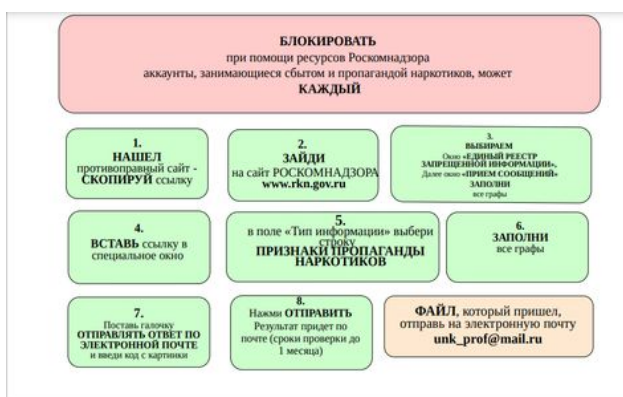 БЛОКИРОВАТЬ
при помощи ресурсов Роскомнадзора
аккаунты, занимающиеся сбытом и пропагандой наркотиков, может
КАЖДЫЙ
1.
НАШЕЛ
противоправный сайт -
СКОПИРУЙ ссылку
2.
ЗАЙДИ
на сайт РОСКОМНАДЗОРА
www.rkn.gov.ru
3.
ВЫБИРАЕМ
Окно «ЕДИНЫЙ РЕЕСТР
ЗАПРЕЩЕННОЙ ИНФОРМАЦИИ»,
Далее окно «ПРИЕМ СООБЩЕНИЙ»
ЗАПОЛНИ
все графы
4.
ВСТАВЬ ссылку в
специальное окно
5.
в поле «Тип информации» выбери
строку
ПРИЗНАКИ ПРОПАГАНДЫ
НАРКОТИКОВ
6.
ЗАПОЛНИ
все графы
7.
Поставь галочку
ОТПРАВЛЯТЬ ОТВЕТ ПО
ЭЛЕКТРОННОЙ ПОЧТЕ
и введи код с картинки
8.
Нажми ОТПРАВИТЬ
Результат придет по
почте (сроки проверки до
1 месяца)
ФАЙЛ, который пришел,
отправь на электронную почту
unk_prof@mail.ru